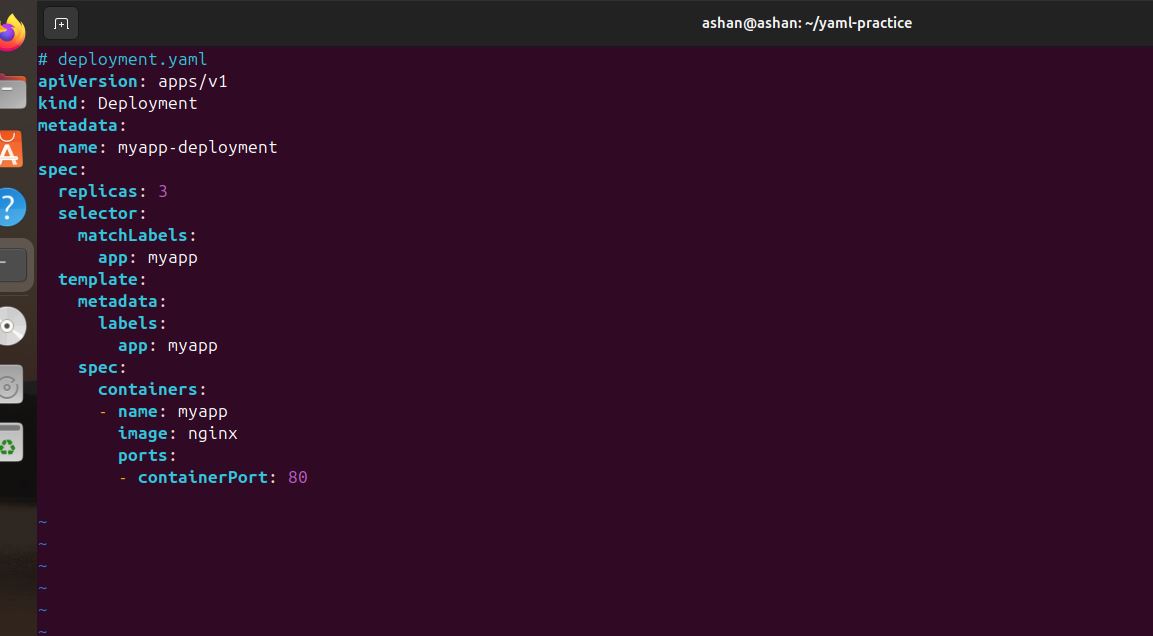 ashan@ashan: ~/yaml-practice
# deployment.yaml
apiVersion: apps/v1
kind: Deployment
metadata:
  name: myapp-deployment
spec:
  replicas: 3
  selector:
    matchLabels:
      app: myapp
  template:
    metadata:
      labels:
        app: myapp
    spec:
      containers:
      - name: myapp
        image: nginx
        ports:
        - containerPort: 80

~
~
~
~
~
~